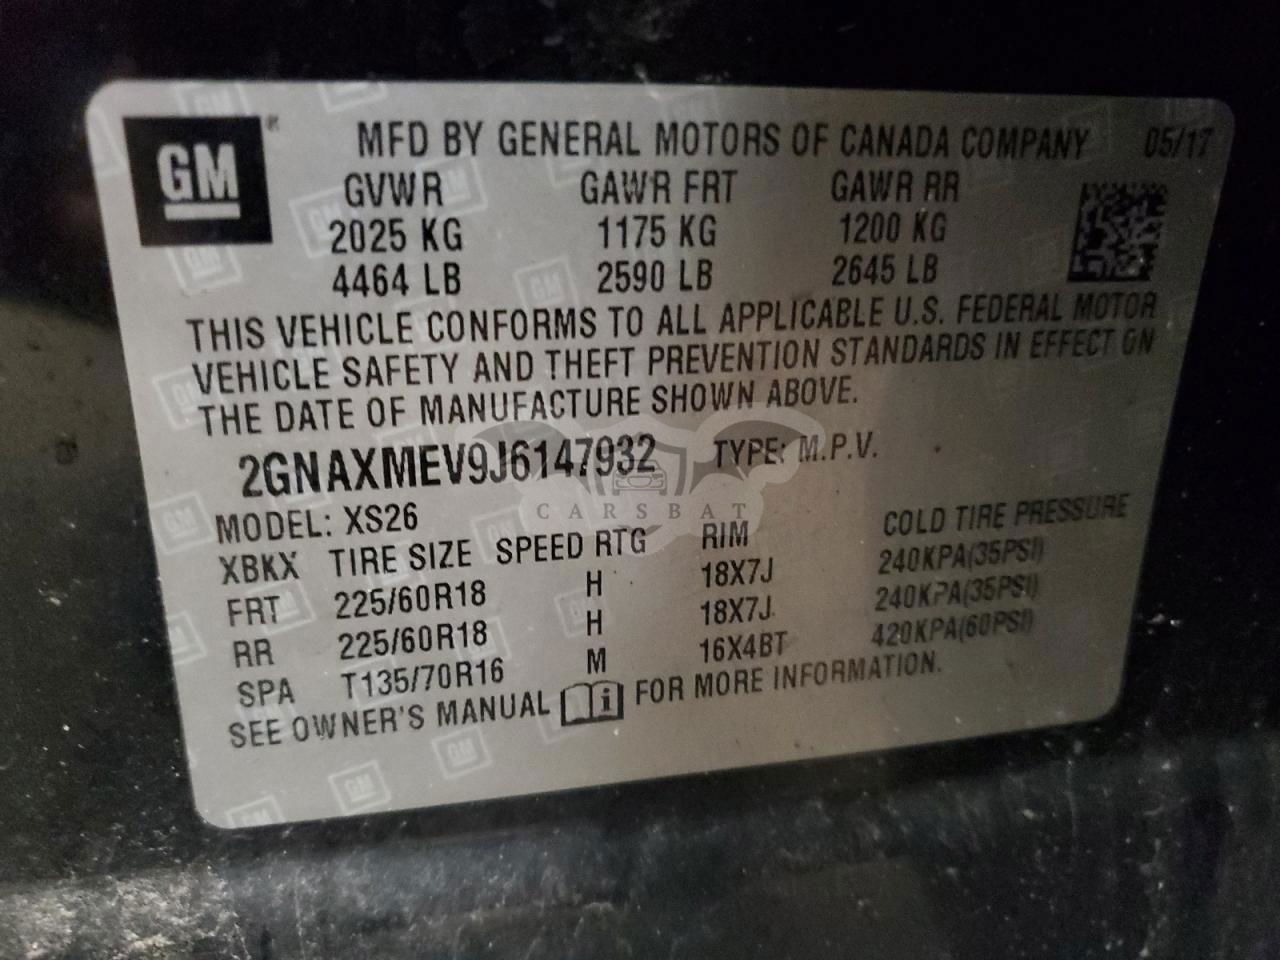 GM
MFD BY GENERAL MOTORS OF CANADA COMPANY 05/17
GVWR GAWR FRT GAWR RR
2025 KG 1175 KG 1200 KG
4464 LB 2590 LB 2645 LB
THIS VEHICLE CONFORMS TO ALL APPLICABLE U.S. FEDERAL MOTOR
VEHICLE SAFETY AND THEFT PREVENTION STANDARDS IN EFFECT ON
THE DATE OF MANUFACTURE SHOWN ABOVE.
2GNAXMEV9J6147932 TYPE: M.P.V.
CARSBAT
MODEL: XS26
XBKX TIRE SIZE SPEED RTG RIM COLD TIRE PRESSURE
FRT 225/60R18 H 18X7J 240KPA(35PSI)
RR 225/60R18 H 18X7J 240KPA(35PSI)
SPA T135/70R16 M 16X4BT 420KPA(60PSI)
SEE OWNER'S MANUAL i FOR MORE INFORMATION.